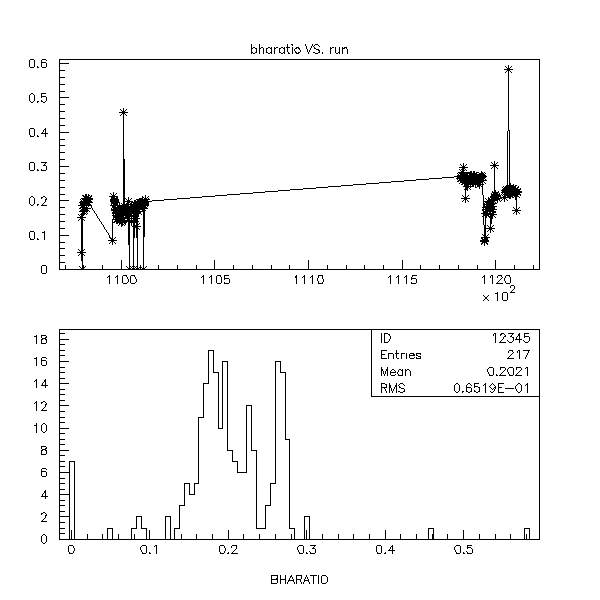 bharatio VS. run
0.6
0.5
0.4
0.3
0.2
0.1
0
1100 1105 1110 1115 1120
× 10²
ID 12345
Entries 217
Mean 0.2021
RMS 0.6519E-01
18
16
14
12
10
8
6
4
2
0
0 0.1 0.2 0.3 0.4 0.5
BHARATIO